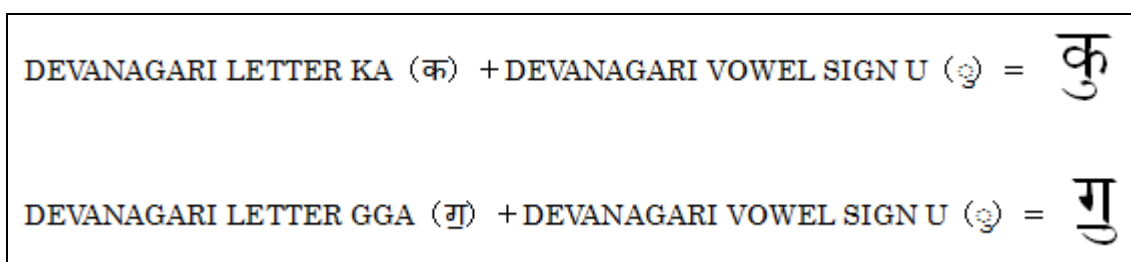 DEVANAGARI LETTER KA (क) +DEVANAGARI VOWEL SIGN U (ु) = कु
DEVANAGARI LETTER GGA (ॻ) +DEVANAGARI VOWEL SIGN U (ु) = ॻु